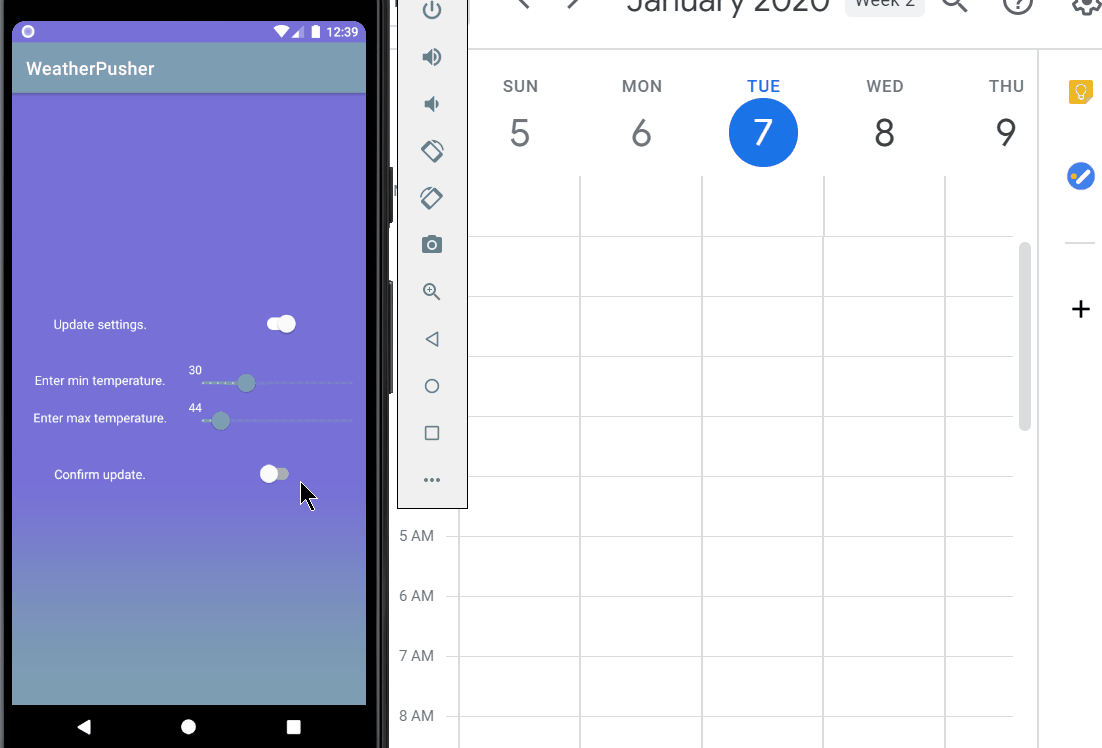 12:39
WeatherPusher
Update settings.
Enter min temperature.
30
Enter max temperature.
44
Confirm update.
January 2020
Week 2
SUN MON TUE WED THU
5 6 7 8 9
5 AM
6 AM
7 AM
8 AM